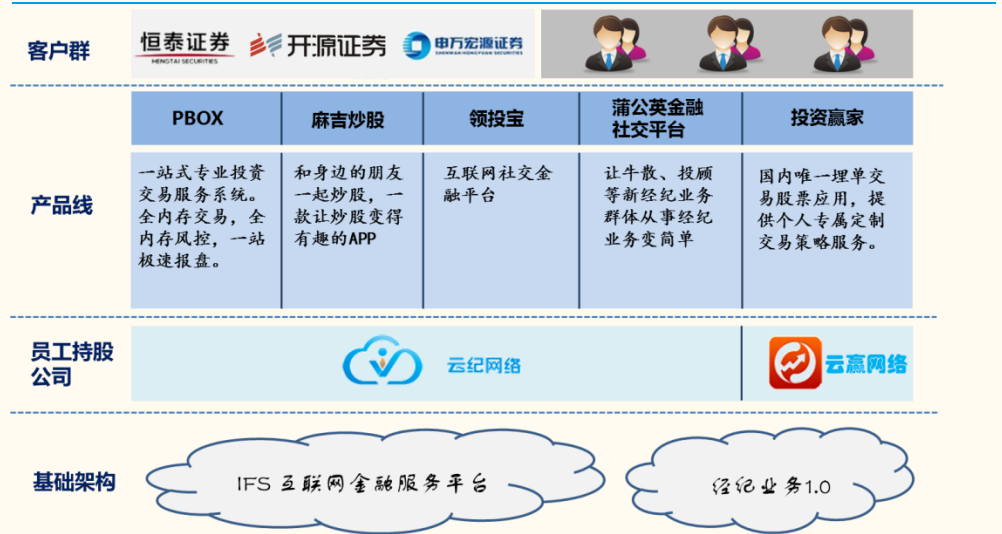 客户群
恒泰证券
HENGTAI SECURITIES
开源证券
申万宏源证券
SHENWAN HONGYUAN SECURITIES
产品线
PBOX
麻吉炒股
领投宝
蒲公英金融
社交平台
投资赢家
一站式专业投资
交易服务系统。
全内存交易，全
内存风控，一站
极速报盘。
和身边的朋友
一起炒股，一
款让炒股变得
有趣的APP
互联网社交金
融平台
让牛散、投顾
等新经纪业务
群体从事经纪
业务变简单
国内唯一埋单交
易股票应用，提
供个人专属定制
交易策略服务。
员工持股
公司
云纪网络
云赢网络
基础架构
IFS互联网金融服务平台
经纪业务1.0